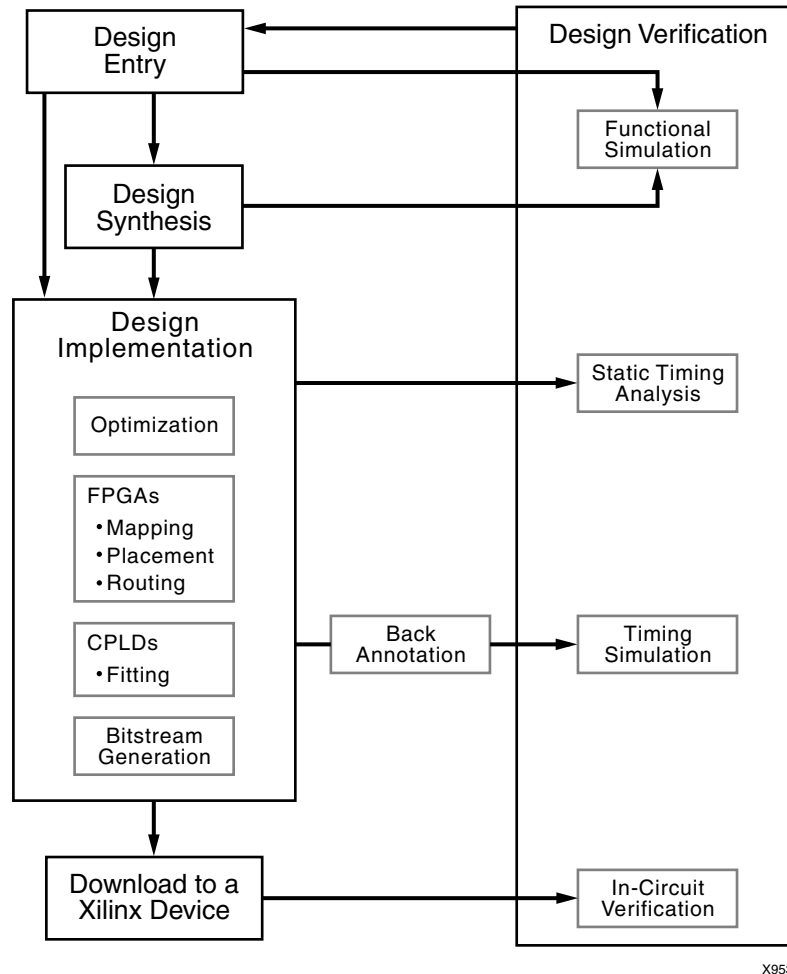 Design
Entry
Design Verification
Functional
Simulation
Design
Synthesis
Design
Implementation
Static Timing
Analysis
Optimization
FPGAs
• Mapping
• Placement
• Routing
Back
Annotation
Timing
Simulation
CPLDs
• Fitting
Bitstream
Generation
Download to a
Xilinx Device
In-Circuit
Verification